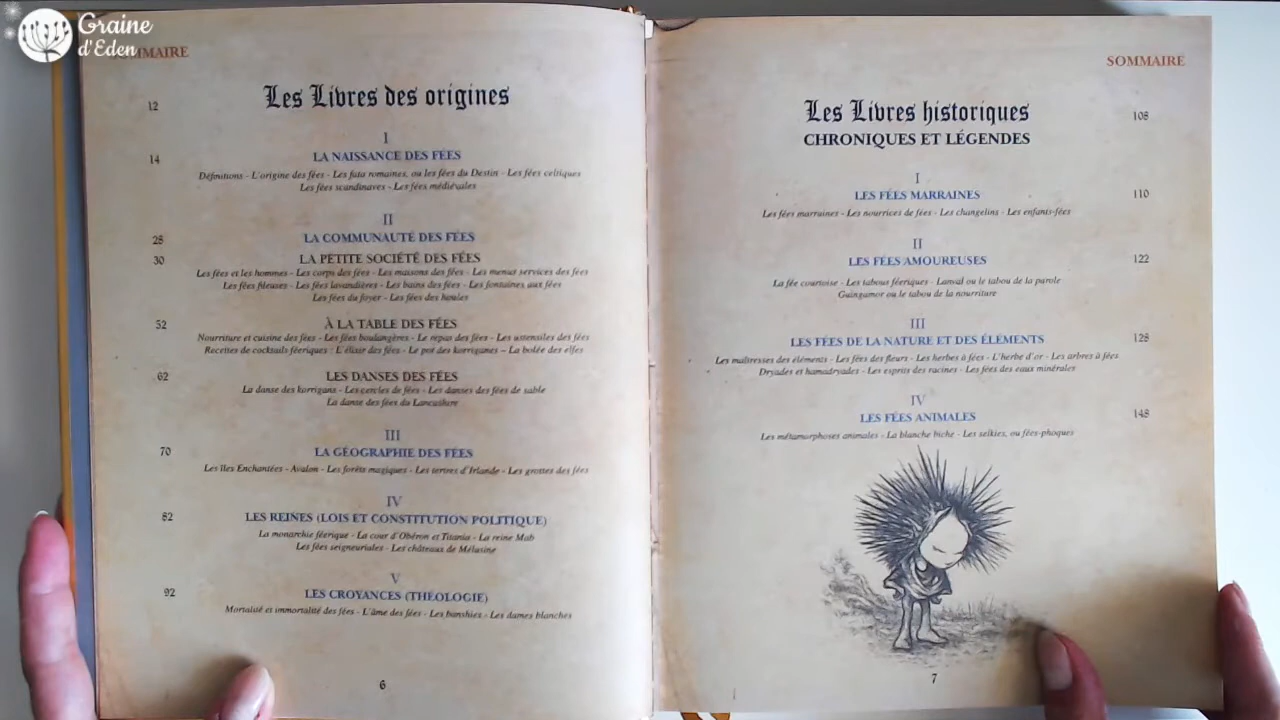 Graine
d'Eden
SOMMAIRE
12
Les Livres des origines
I
14
LA NAISSANCE DES FÉES
Définitions - L'origine des fées - Les fata romaines, ou les fées du Destin - Les fées celtiques
Les fées scandinaves - Les fées médiévales
II
28
LA COMMUNAUTÉ DES FÉES
30
LA PETITE SOCIÉTÉ DES FÉES
Les fées et les hommes - Les corps des fées - Les maisons des fées - Les menus services des fées
Les fées fileuses - Les fées lavandières - Les bains des fées - Les fontaines aux fées
Les fées du foyer - Les fées des houles
52
À LA TABLE DES FÉES
Nourriture et cuisine des fées - Les fées boulangères - Le repas des fées - Les ustensiles des fées
Recettes de cocktails féeriques : L'élixir des fées - Le pot des korriganes – La bolée des elfes
62
LES DANSES DES FÉES
La danse des korrigans - Les cercles de fées - Les danses des fées de sable
La danse des fées du Lancashire
III
70
LA GÉOGRAPHIE DES FÉES
Les îles Enchantées - Avalon - Les forêts magiques - Les tertres d'Irlande - Les grottes des fées
IV
82
LES REINES (LOIS ET CONSTITUTION POLITIQUE)
La monarchie féerique - La cour d'Obéron et Titania - La reine Mab
Les fées seigneuriales - Les châteaux de Mélusine
V
92
LES CROYANCES (THÉOLOGIE)
Mortalité et immortalité des fées - L'âme des fées - Les banshies - Les dames blanches
6
SOMMAIRE
Les Livres historiques
108
CHRONIQUES ET LÉGENDES
I
LES FÉES MARRAINES
110
Les fées marraines - Les nourrices de fées - Les changelins - Les enfants-fées
II
LES FÉES AMOUREUSES
122
La fée courtoise - Les tabous féeriques - Lanval ou le tabou de la parole
Guingamor ou le tabou de la nourriture
III
LES FÉES DE LA NATURE ET DES ÉLÉMENTS
128
Les maîtresses des éléments - Les fées des fleurs - Les herbes à fées - L'herbe d'or - Les arbres à fées
Dryades et hamadryades - Les esprits des racines - Les fées des eaux minérales
IV
LES FÉES ANIMALES
148
Les métamorphoses animales - La blanche biche - Les selkies, ou fées-phoques
7